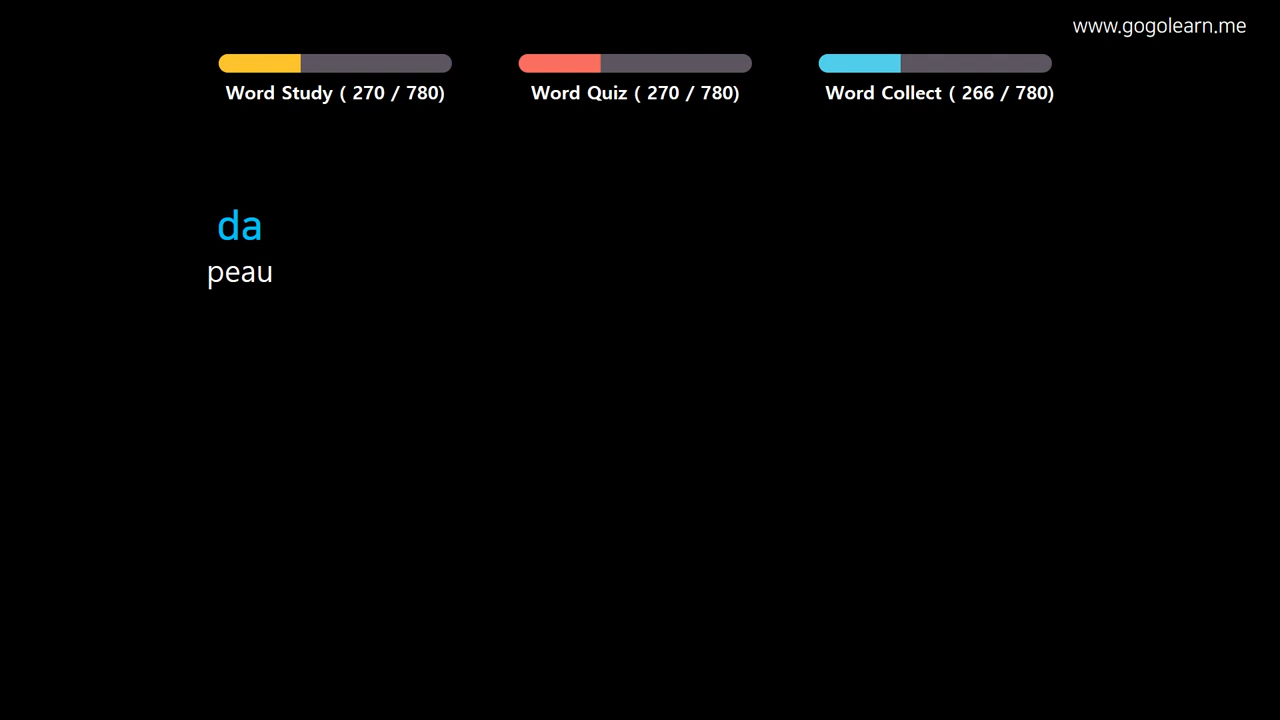 www.gogolearn.me
Word Study ( 270 / 780)
Word Quiz ( 270 / 780)
Word Collect ( 266 / 780)
da
peau